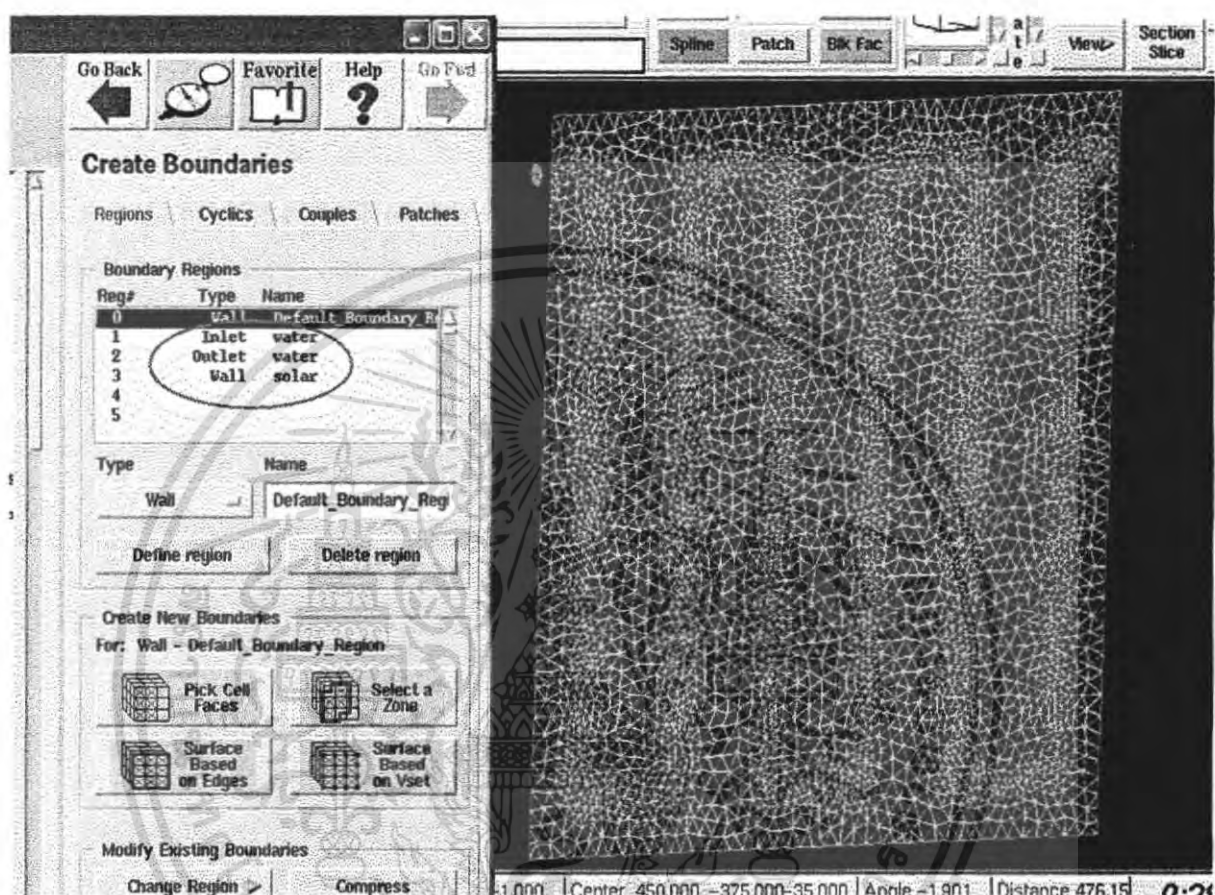 Go Back
Favorite
Help
Go Fwd
Create Boundaries
Regions Cyclics Couples Patches
Boundary Regions
Reg# Type Name
0 Wall Default_Boundary_Re
1 Inlet water
2 Outlet water
3 Wall solar
4
5
Type Name
Wall Default_Boundary_Regi
Define region Delete region
Create New Boundaries
For: Wall - Default_Boundary_Region
Pick Cell
Faces
Select a
Zone
Surface
Based
on Edges
Surface
Based
on Vset
Modify Existing Boundaries
Change Region Compress
Spline Patch Blk Fac
View
Section
Slice
Center 450.000 -375.000-35.000 Angle -1.901 Distance 476.15